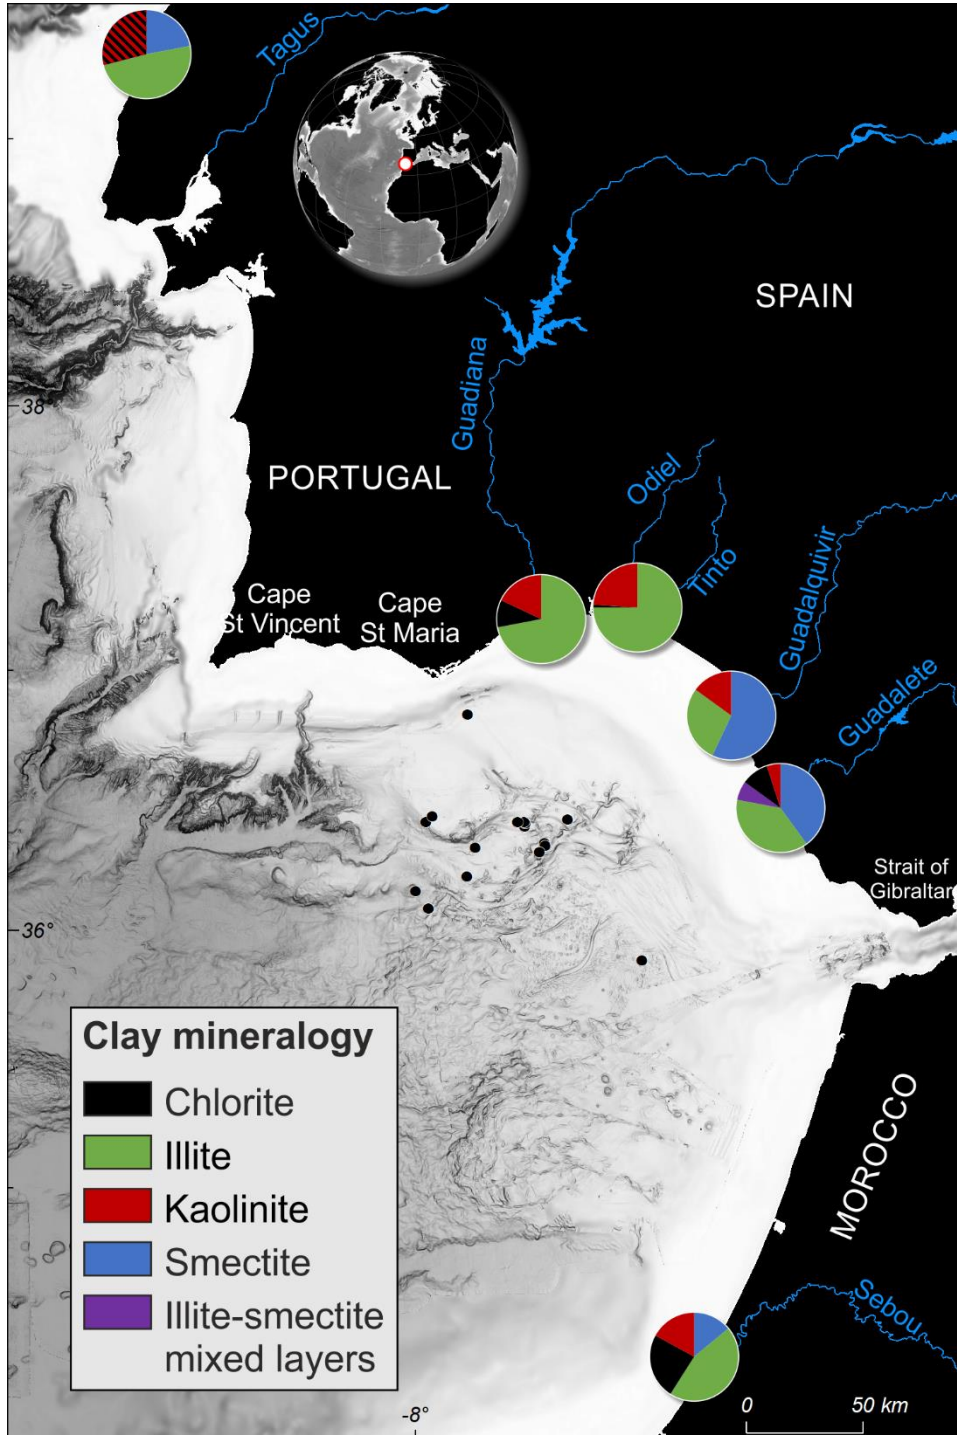 Tagus
SPAIN
Guadiana
38
PORTUGAL
Odiel
Tinto
Guadalquivir
Guadalete
Cape
St Vincent
Cape
St Maria
Strait of
Gibraltar
36°
Clay mineralogy
Chlorite
Illite
Kaolinite
Smectite
Illite-smectite
mixed layers
MOROCCO
Sebou
-8°
0
50 km